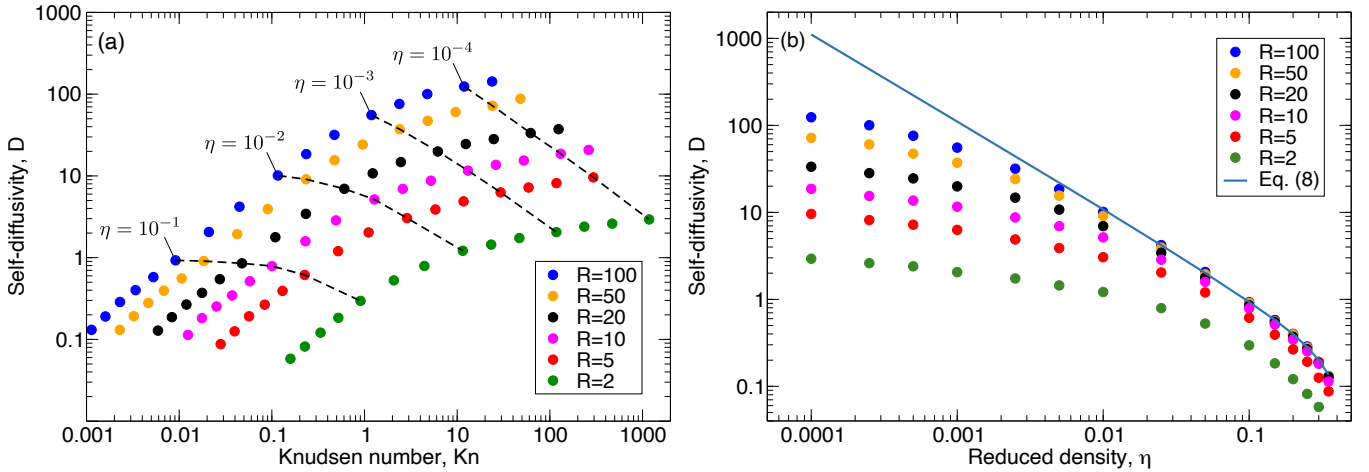 (a)
1000
100
10
1
0.1
Self-diffusivity, D
η = 10⁻⁴
η = 10⁻³
η = 10⁻²
η = 10⁻¹
R=100
R=50
R=20
R=10
R=5
R=2
0.001 0.01 0.1 1 10 100 1000
Knudsen number, Kn
(b)
1000
100
10
1
0.1
Self-diffusivity, D
R=100
R=50
R=20
R=10
R=5
R=2
Eq. (8)
0.0001 0.001 0.01 0.1
Reduced density, η